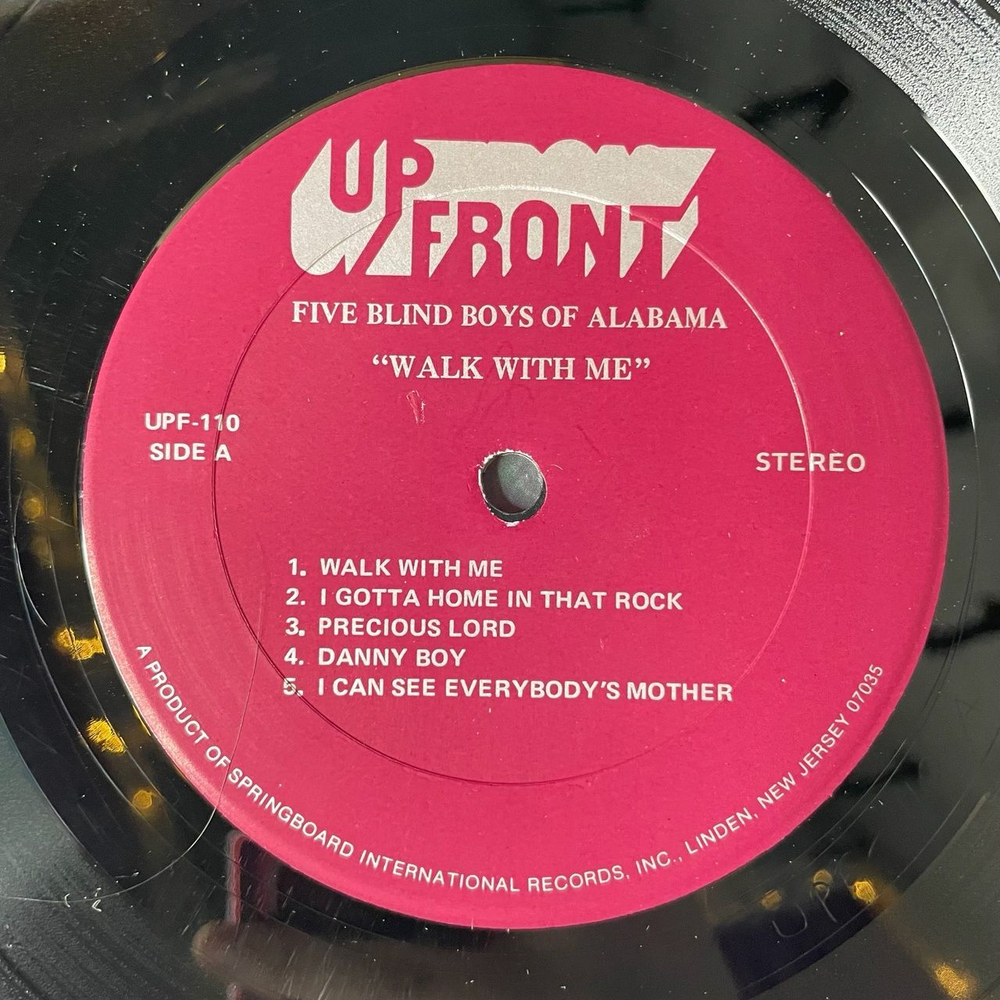 UP
FRONT
FIVE BLIND BOYS OF ALABAMA
“WALK WITH ME”
UPF-110
SIDE A
STEREO
1. WALK WITH ME
2. I GOTTA HOME IN THAT ROCK
3. PRECIOUS LORD
4. DANNY BOY
5. I CAN SEE EVERYBODY'S MOTHER
A PRODUCT OF SPRINGBOARD INTERNATIONAL RECORDS, INC., LINDEN, NEW JERSEY 07035
UP